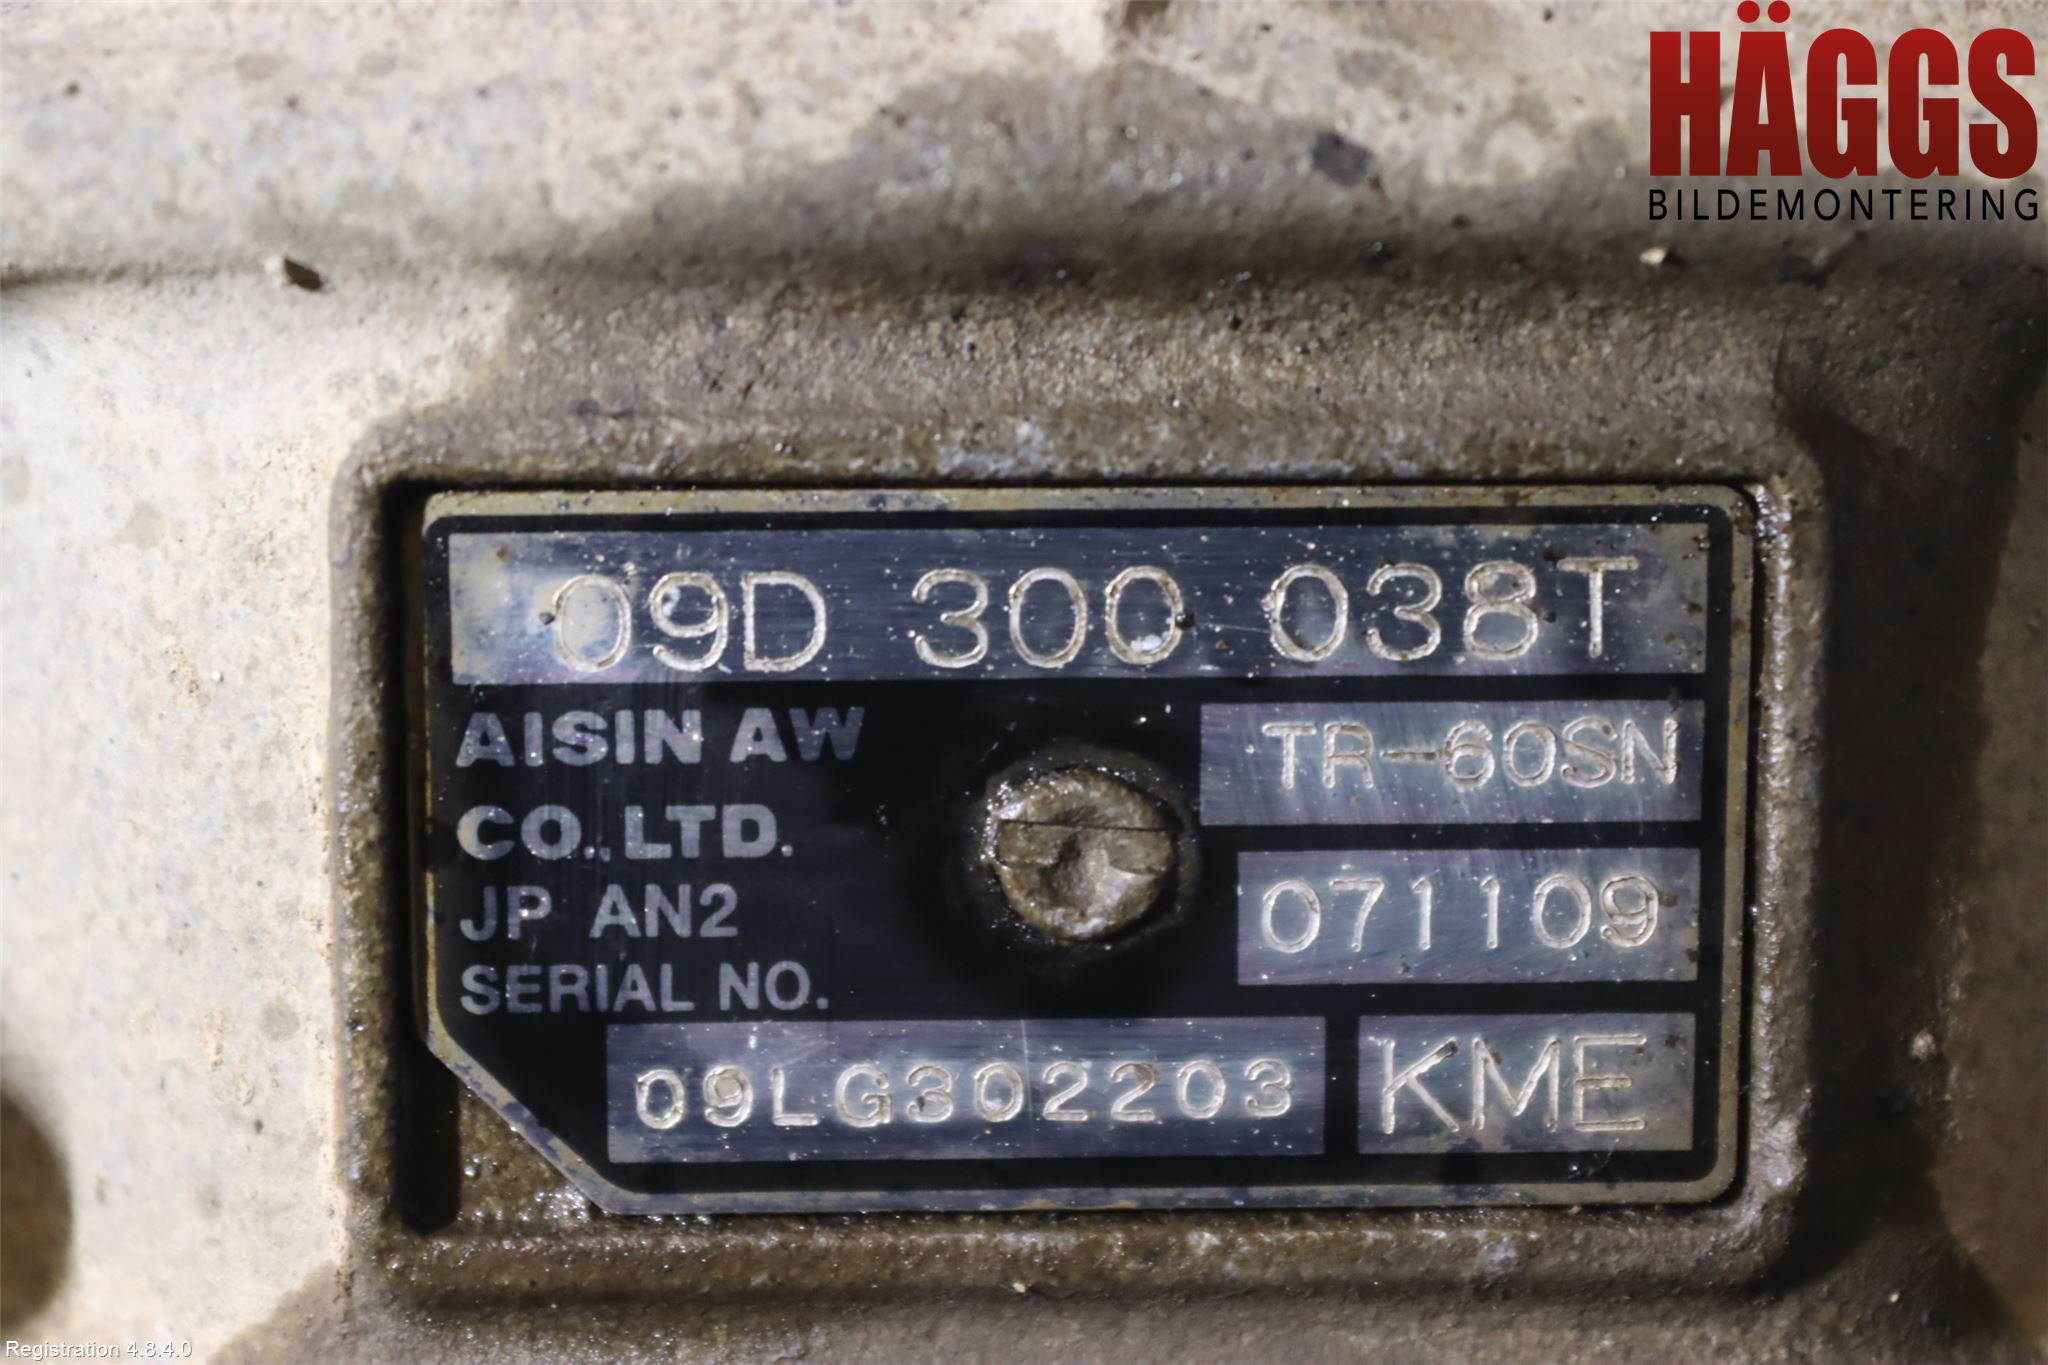 HÄGGS
BILDEMONTERING
09D 300 038T
AISIN AW
CO.,LTD.
JP AN2
SERIAL NO.
TR-60SN
071109
09LG302203
KME
Registration 4.8.4.0